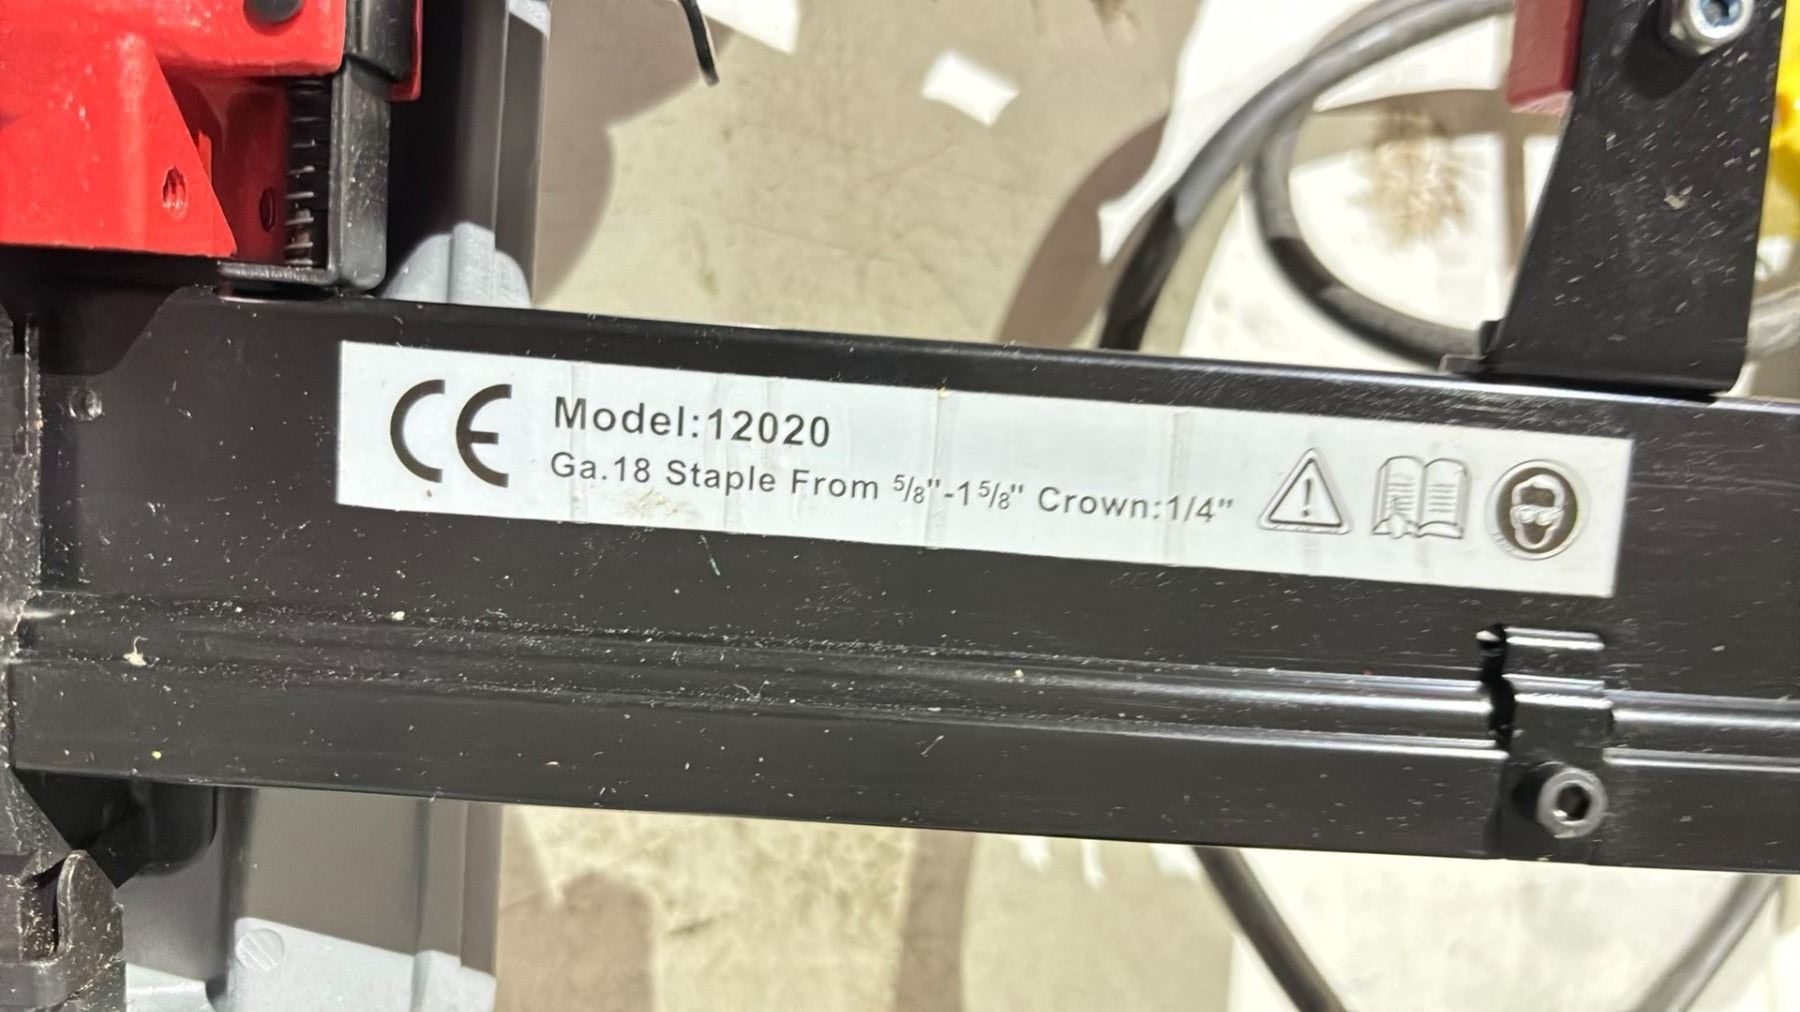 CE
Model:12020
Ga.18 Staple From 5/8"-1 5/8" Crown:1/4"